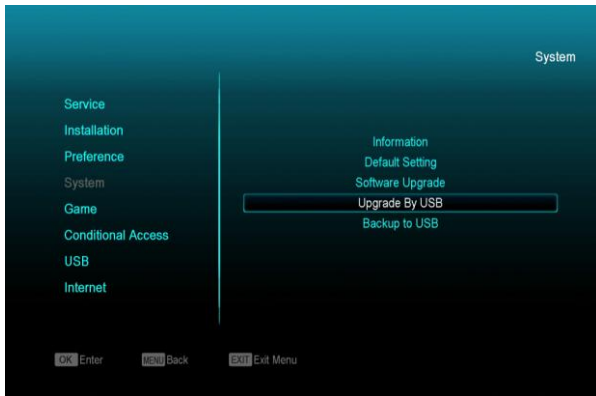 System
Service
Installation
Preference
System
Game
Conditional Access
USB
Internet
Information
Default Setting
Software Upgrade
Upgrade By USB
Backup to USB
OK Enter MENU Back EXIT Exit Menu